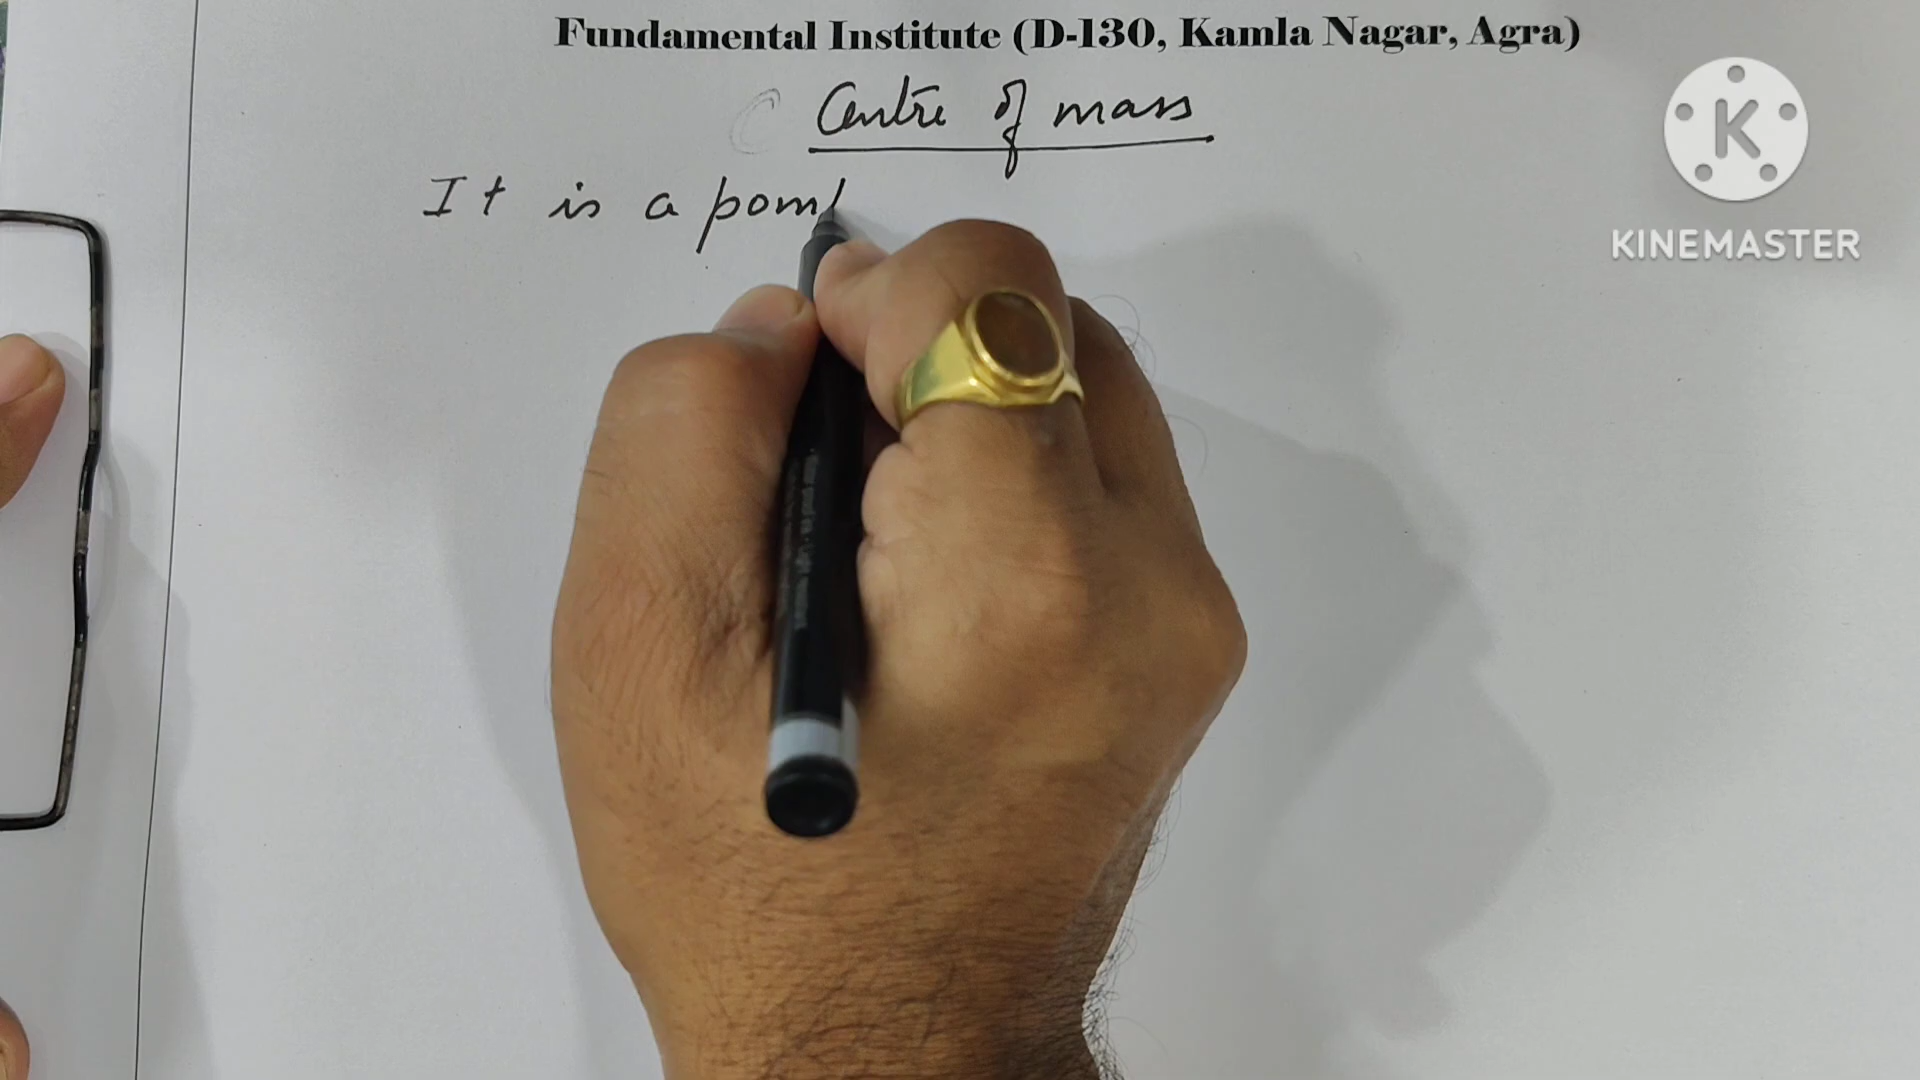 Fundamental Institute (D-130, Kamla Nagar, Agra)
Centre of mass
It is a point
K
KINEMASTER